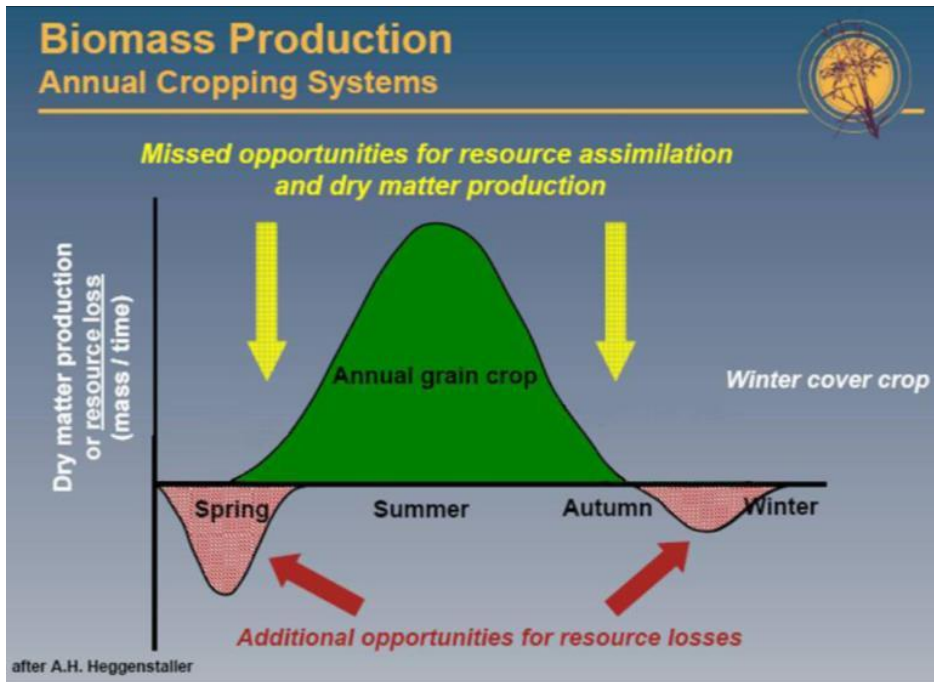 Biomass Production
Annual Cropping Systems
Missed opportunities for resource assimilation
and dry matter production
Dry matter production
or resource loss
(mass / time)
Annual grain crop
Winter cover crop
Spring
Summer
Autumn
Winter
Additional opportunities for resource losses
after A.H. Heggenstaller